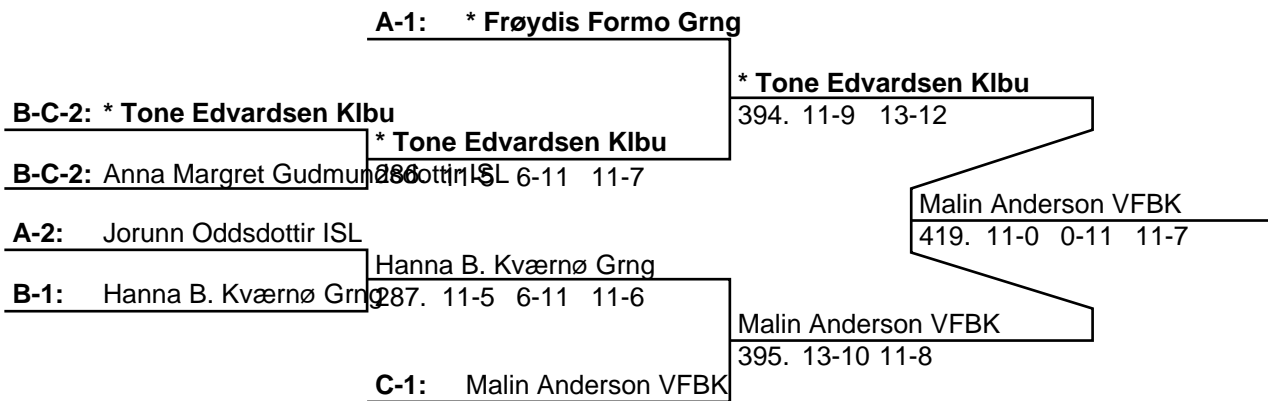 A-1: * Frøydis Formo Grng
* Tone Edvardsen Klbu
394. 11-9 13-12
B-C-2: * Tone Edvardsen Klbu
* Tone Edvardsen Klbu
B-C-2: Anna Margret Gudmundsdottir ISL
286. 11-5 6-11 11-7
Malin Anderson VFBK
419. 11-0 0-11 11-7
A-2: Jorunn Oddsdottir ISL
Hanna B. Kværnø Grng
B-1: Hanna B. Kværnø Grng
287. 11-5 6-11 11-6
Malin Anderson VFBK
395. 13-10 11-8
C-1: Malin Anderson VFBK